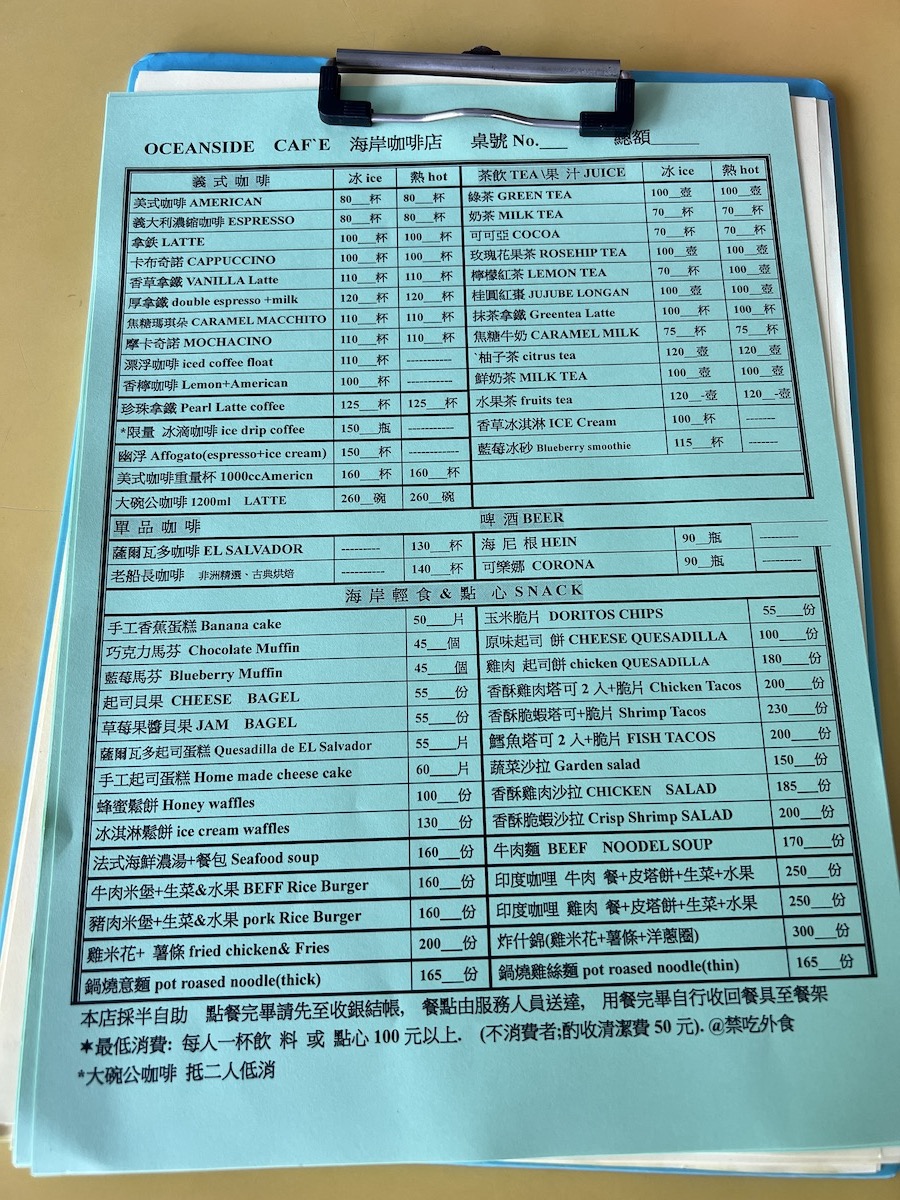 OCEANSIDE CAF`E 海岸咖啡店 桌號 No.___ 總額_____
義式咖啡 冰 ice 熱 hot
美式咖啡 AMERICAN 80__杯 80__杯
義大利濃縮咖啡 ESPRESSO 80__杯 80__杯
拿鉄 LATTE 100__杯 100__杯
卡布奇諾 CAPPUCCINO 100__杯 100__杯
香草拿鐵 VANILLA Latte 110__杯 110__杯
厚拿鐵 double espresso +milk 120__杯 120__杯
焦糖瑪琪朵 CARAMEL MACCHITO 110__杯 110__杯
摩卡奇諾 MOCHACINO 110__杯 110__杯
漂浮咖啡 iced coffee float 110__杯 -----------
香檸咖啡 Lemon+American 100__杯 -----------
珍珠拿鐵 Pearl Latte coffee 125___杯 125___杯
*限量 冰滴咖啡 ice drip coffee 150__瓶 -----------
幽浮 Affogato(espresso+ice cream) 150__杯 -----------
美式咖啡重量杯 1000ccAmericn 160__杯 160__杯
大碗公咖啡 1200ml LATTE 260__碗 260__碗
茶飲 TEA\果 汁 JUICE 冰 ice 熱 hot
綠茶 GREEN TEA 100__壺 100__壺
奶茶 MILK TEA 70__杯 70__杯
可可亞 COCOA 70__杯 70__杯
玫瑰花果茶 ROSEHIP TEA 100__壺 100__壺
檸檬紅茶 LEMON TEA 70__杯 100__壺
桂圓紅棗 JUJUBE LONGAN 100__壺 100__壺
抹茶拿鐵 Greentea Latte 100__杯 100__杯
焦糖牛奶 CARAMEL MILK 75__杯 75__杯
`柚子茶 citrus tea 120__壺 120__壺
鮮奶茶 MILK TEA 100__壺 100__壺
水果茶 fruits tea 120__-壺 120__-壺
香草冰淇淋 ICE Cream 100__杯 -------
藍莓冰砂 Blueberry smoothie 115___杯 -------
單品咖啡
薩爾瓦多咖啡 EL SALVADOR --------- 130___杯
老船長咖啡 非洲精選、古典烘焙 ---------- 140___杯
啤 酒 BEER
海 尼 根 HEIN 90__瓶 ---------
可樂娜 CORONA 90__瓶 ---------
海岸輕食&點 心 SNACK
手工香蕉蛋糕 Banana cake 50____片
巧克力馬芬 Chocolate Muffin 45___個
藍莓馬芬 Blueberry Muffin 45____個
起司貝果 CHEESE BAGEL 55____份
草莓果醬貝果 JAM BAGEL 55____份
薩爾瓦多起司蛋糕 Quesadilla de EL Salvador 55____片
手工起司蛋糕 Home made cheese cake 60____片
蜂蜜鬆餅 Honey waffles 100___份
冰淇淋鬆餅 ice cream waffles 130___份
法式海鮮濃湯+餐包 Seafood soup 160___份
牛肉米堡+生菜&水果 BEFF Rice Burger 160___份
豬肉米堡+生菜&水果 pork Rice Burger 160___份
雞米花+ 薯條 fried chicken& Fries 200___份
鍋燒意麵 pot roased noodle(thick) 165___份
玉米脆片 DORITOS CHIPS 55____份
原味起司 餅 CHEESE QUESADILLA 100____份
雞肉 起司餅 chicken QUESADILLA 180____份
香酥雞肉塔可 2 人+脆片 Chicken Tacos 200____份
香酥脆蝦塔可+脆片 Shrimp Tacos 230____份
鱈魚塔可 2 人+脆片 FISH TACOS 200____份
蔬菜沙拉 Garden salad 150___份
香酥雞肉沙拉 CHICKEN SALAD 185___份
香酥脆蝦沙拉 Crisp Shrimp SALAD 200___份
牛肉麵 BEEF NOODEL SOUP 170____份
印度咖哩 牛肉 餐+皮塔餅+生菜+水果 250___份
印度咖哩 雞肉 餐+皮塔餅+生菜+水果 250___份
炸什錦(雞米花+薯條+洋蔥圈) 300___份
鍋燒雞絲麵 pot roased noodle(thin) 165___份
本店採半自助 點餐完畢請先至收銀結帳, 餐點由服務人員送達, 用餐完畢自行收回餐具至餐架
✶最低消費: 每人一杯飲 料 或 點心 100 元以上. (不消費者;酌收清潔費 50 元). @禁吃外食
*大碗公咖啡 抵二人低消